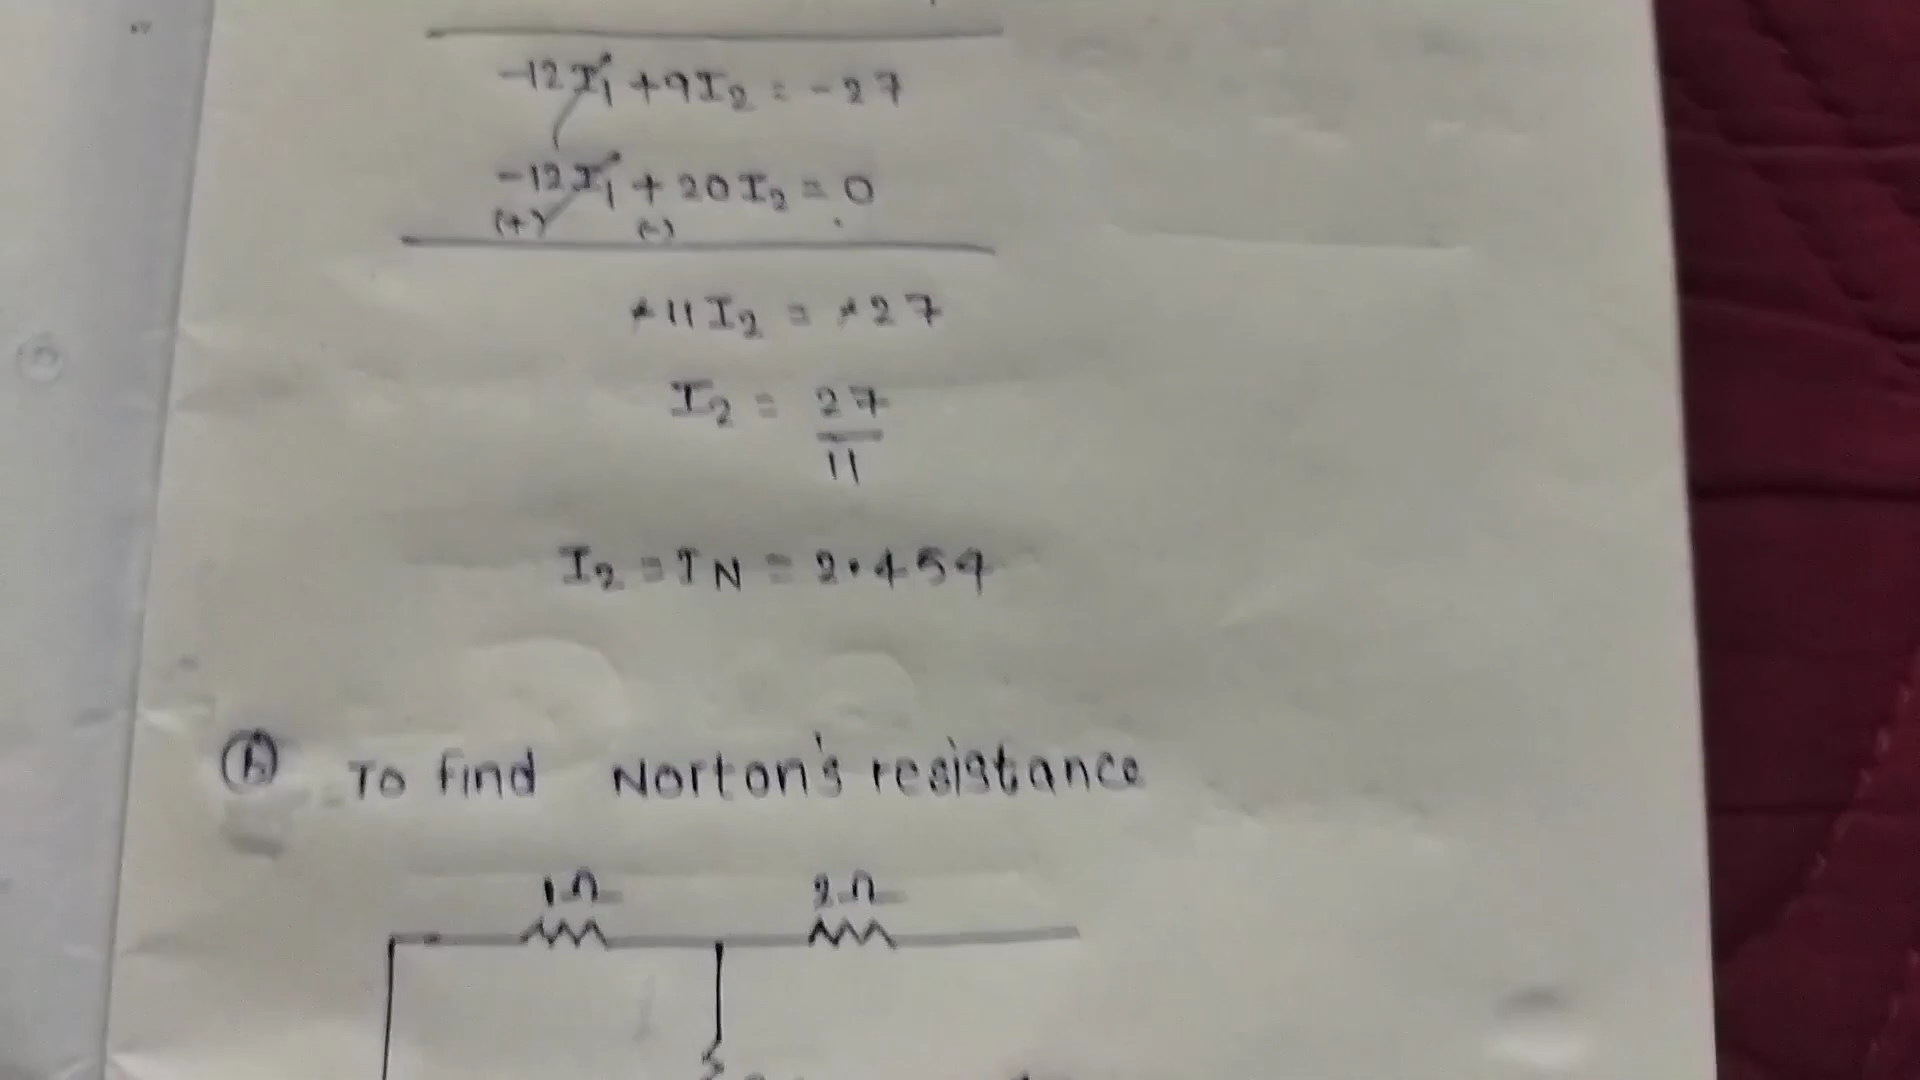 -12I₁ + 9I₂ = -27
-12I₁ + 20I₂ = 0
(+) (-)
11I₂ = 27
I₂ = 27/11
I₂ = IN = 2.454
To find Norton's resistance
1Ω 2Ω